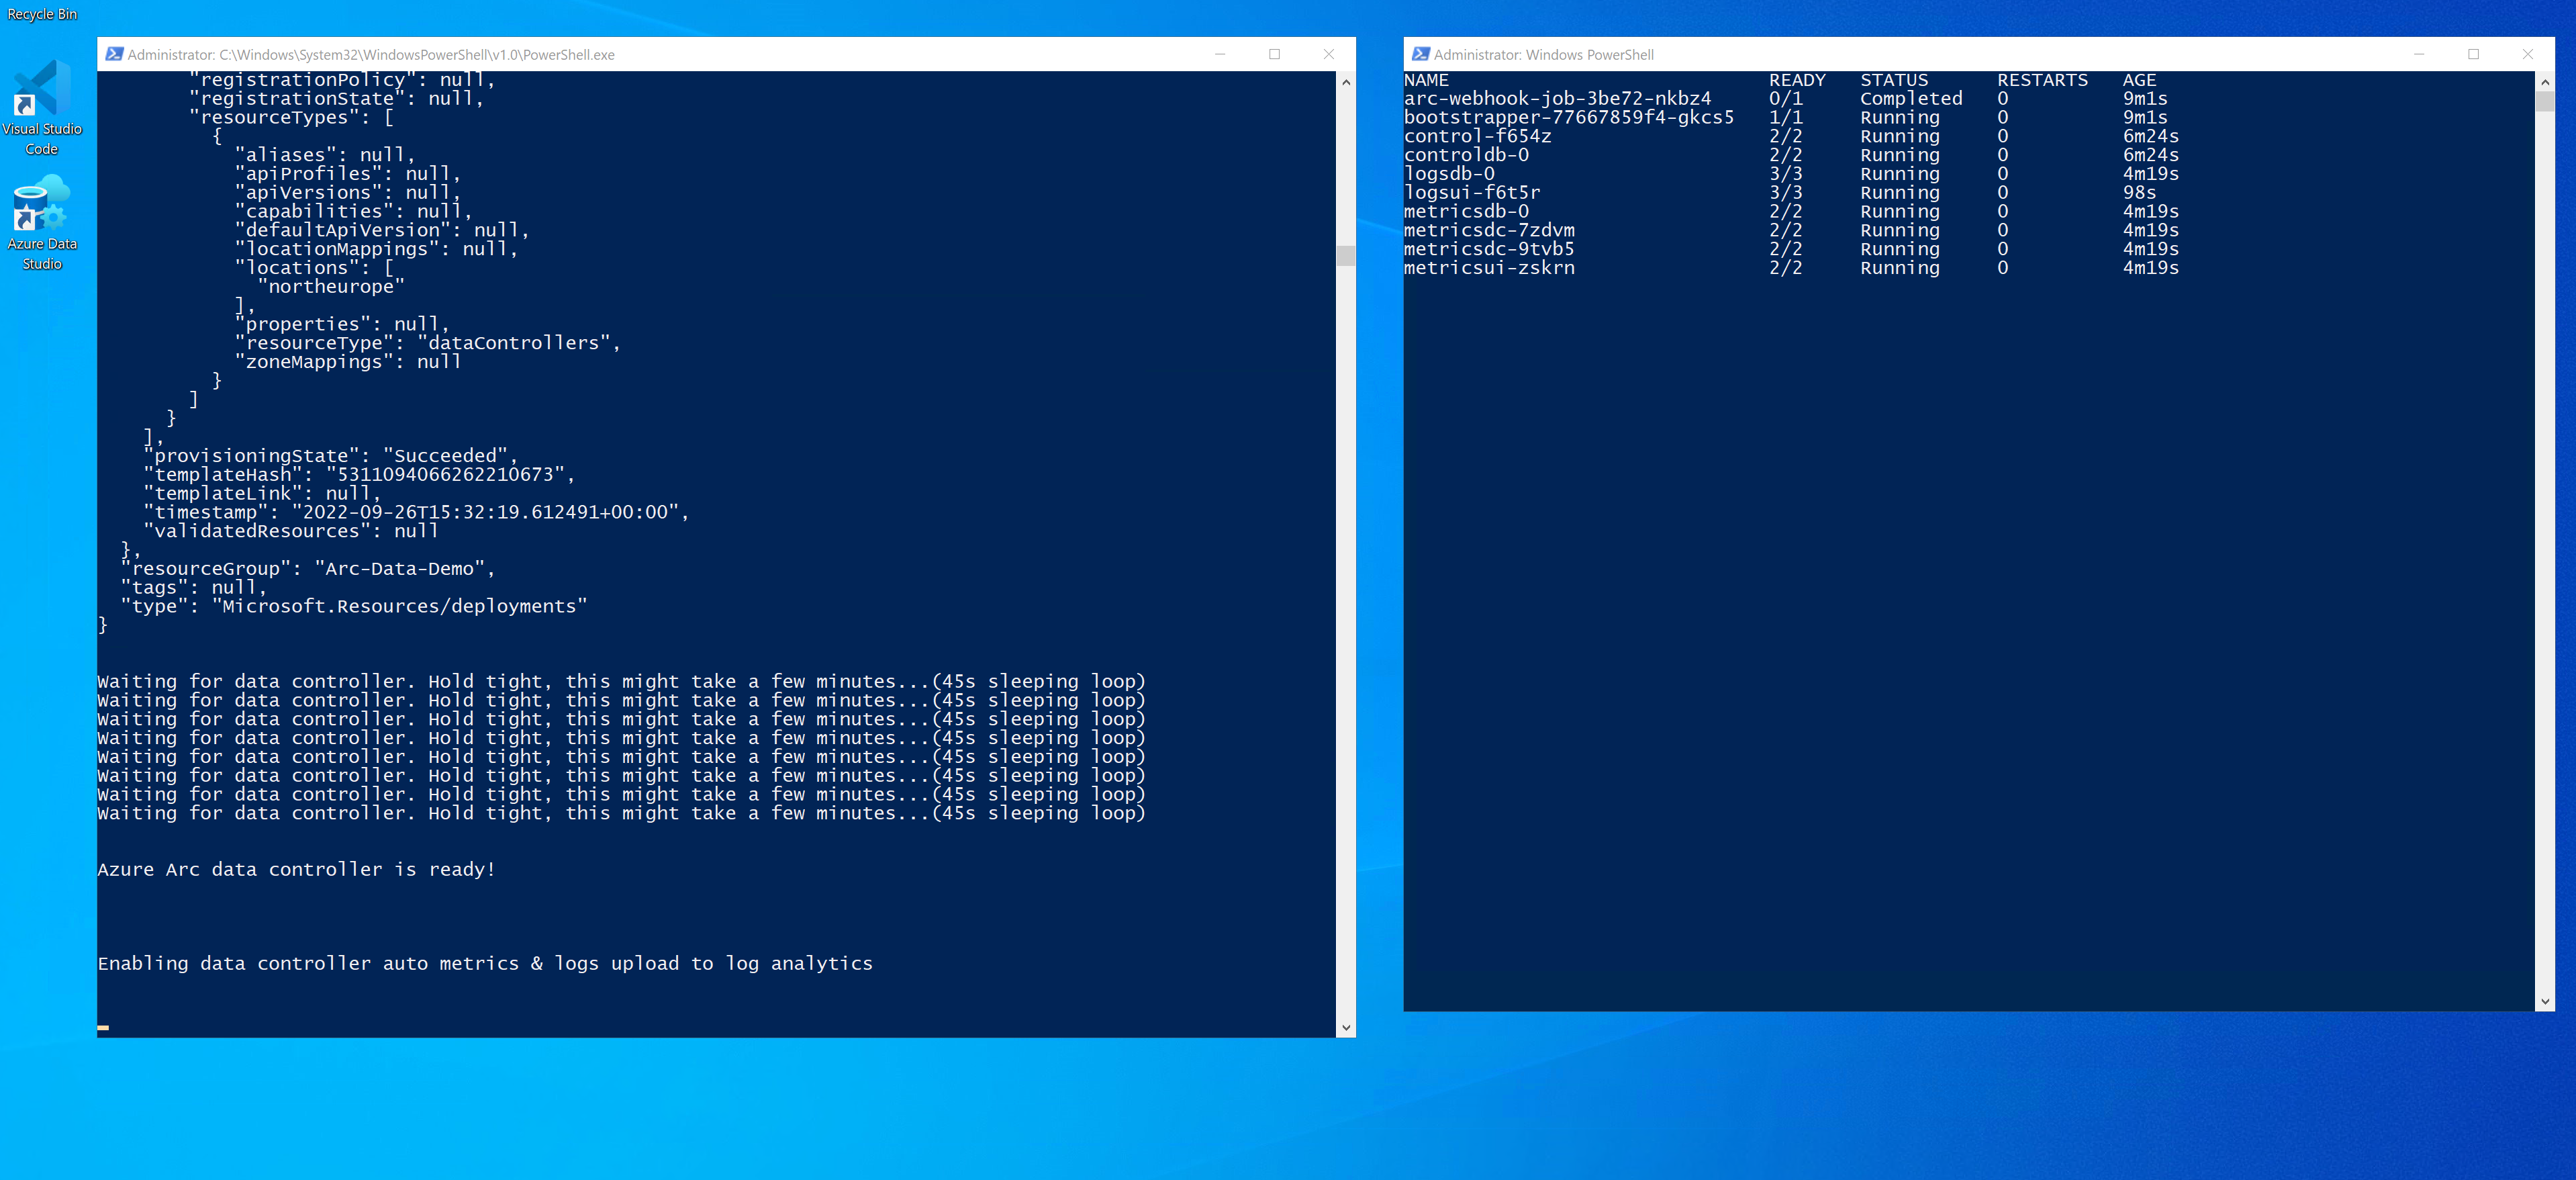 Recycle Bin
Visual Studio
Code
Azure Data
Studio
Administrator: C:\Windows\System32\WindowsPowerShell\v1.0\PowerShell.exe
"registrationPolicy": null,
"registrationState": null,
"resourceTypes": [
{
"aliases": null,
"apiProfiles": null,
"apiVersions": null,
"capabilities": null,
"defaultApiVersion": null,
"locationMappings": null,
"locations": [
"northeurope"
],
"properties": null,
"resourceType": "dataControllers",
"zoneMappings": null
}
]
}
],
"provisioningState": "Succeeded",
"templateHash": "5311094066262210673",
"templateLink": null,
"timestamp": "2022-09-26T15:32:19.612491+00:00",
"validatedResources": null
},
"resourceGroup": "Arc-Data-Demo",
"tags": null,
"type": "Microsoft.Resources/deployments"
}
Waiting for data controller. Hold tight, this might take a few minutes...(45s sleeping loop)
Waiting for data controller. Hold tight, this might take a few minutes...(45s sleeping loop)
Waiting for data controller. Hold tight, this might take a few minutes...(45s sleeping loop)
Waiting for data controller. Hold tight, this might take a few minutes...(45s sleeping loop)
Waiting for data controller. Hold tight, this might take a few minutes...(45s sleeping loop)
Waiting for data controller. Hold tight, this might take a few minutes...(45s sleeping loop)
Waiting for data controller. Hold tight, this might take a few minutes...(45s sleeping loop)
Waiting for data controller. Hold tight, this might take a few minutes...(45s sleeping loop)
Azure Arc data controller is ready!
Enabling data controller auto metrics & logs upload to log analytics
Administrator: Windows PowerShell
NAME READY STATUS RESTARTS AGE
arc-webhook-job-3be72-nkbz4 0/1 Completed 0 9m1s
bootstrapper-77667859f4-gkcs5 1/1 Running 0 9m1s
control-f654z 2/2 Running 0 6m24s
controldb-0 2/2 Running 0 6m24s
logsdb-0 3/3 Running 0 4m19s
logsui-f6t5r 3/3 Running 0 98s
metricsdb-0 2/2 Running 0 4m19s
metricsdc-7zdvm 2/2 Running 0 4m19s
metricsdc-9tvb5 2/2 Running 0 4m19s
metricsui-zskrn 2/2 Running 0 4m19s